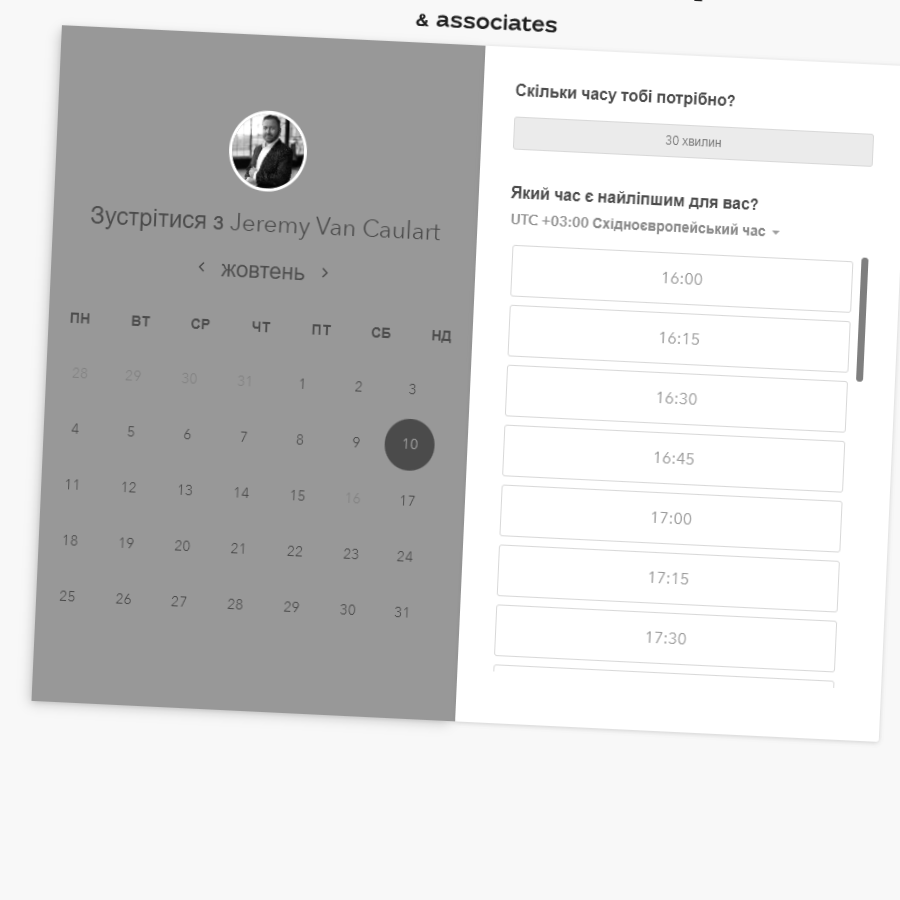 & associates
Зустрітися з Jeremy Van Caulart
жовтень
ПН ВТ СР ЧТ ПТ СБ НД
28 29 30 31 1 2 3
4 5 6 7 8 9 10
11 12 13 14 15 16 17
18 19 20 21 22 23 24
25 26 27 28 29 30 31
Скільки часу тобі потрібно?
30 хвилин
Який час є найліпшим для вас?
UTC +03:00 Східноєвропейський час
16:00
16:15
16:30
16:45
17:00
17:15
17:30